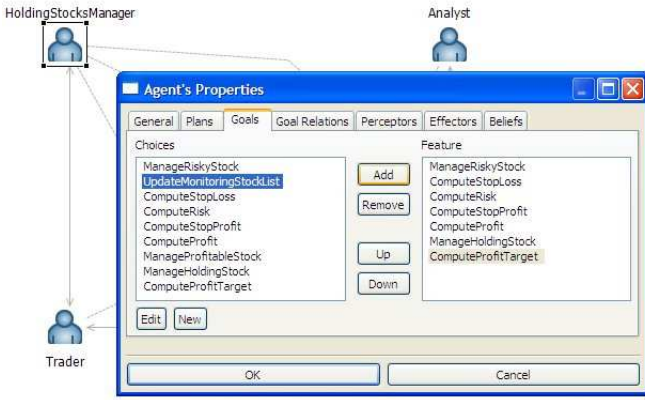 HoldingStocksManager
Analyst
Agent's Properties
General Plans Goals Goal Relations Perceptors Effectors Beliefs
Choices
ManageRiskyStock
UpdateMonitoringStockList
ComputeStopLoss
ComputeRisk
ComputeStopProfit
ComputeProfit
ManageProfitableStock
ManageHoldingStock
ComputeProfitTarget
Add
Remove
Up
Down
Feature
ManageRiskyStock
ComputeStopLoss
ComputeRisk
ComputeStopProfit
ComputeProfit
ManageHoldingStock
ComputeProfitTarget
Edit New
Trader
OK Cancel